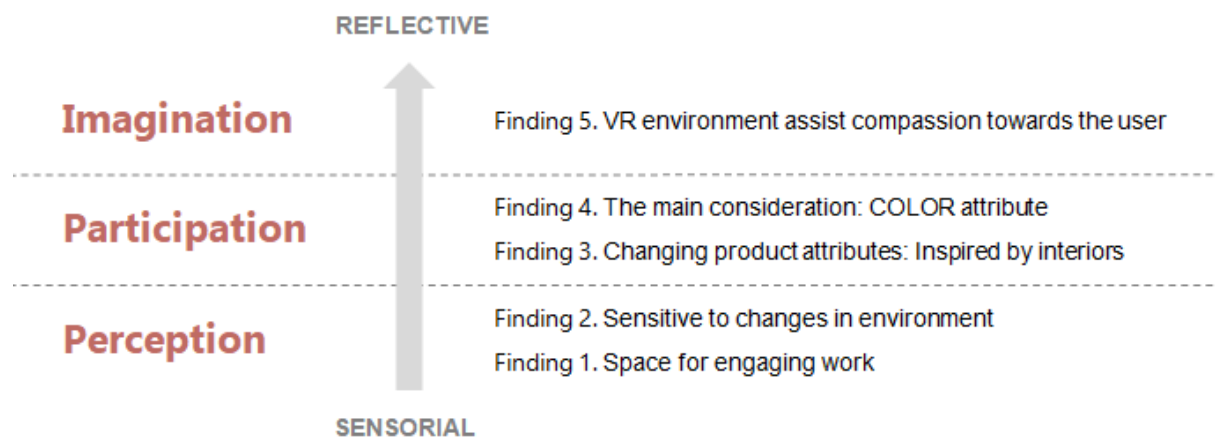 REFLECTIVE
Imagination
Finding 5. VR environment assist compassion towards the user
Participation
Finding 4. The main consideration: COLOR attribute
Finding 3. Changing product attributes: Inspired by interiors
Perception
Finding 2. Sensitive to changes in environment
Finding 1. Space for engaging work
SENSORIAL